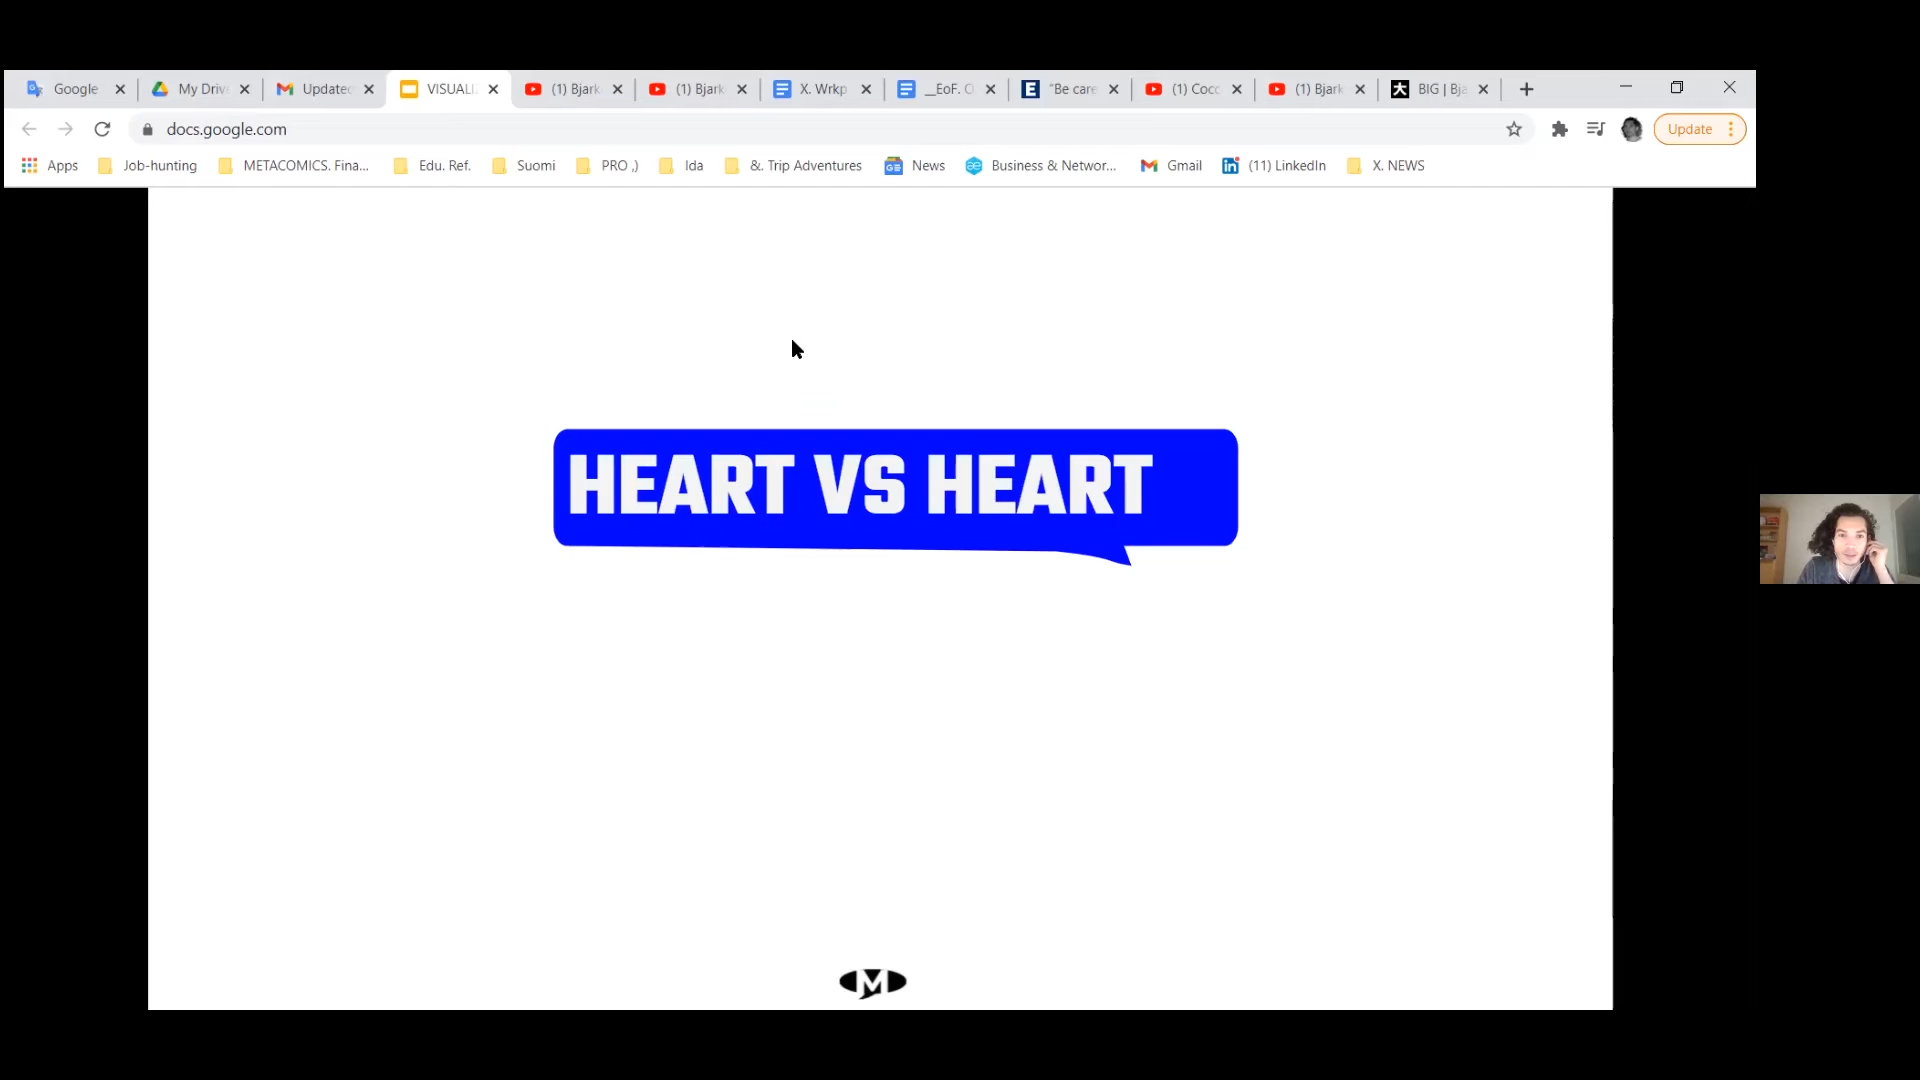 Google My Driv Updated VISUALI (1) Bjark (1) Bjark X. Wrkp __EoF. O "Be care (1) Cocc (1) Bjark BIG | Bja
docs.google.com Update
Apps Job-hunting METACOMICS. Fina... Edu. Ref. Suomi PRO ,) Ida &. Trip Adventures News Business & Networ... Gmail (11) LinkedIn X. NEWS
HEART VS HEART
M